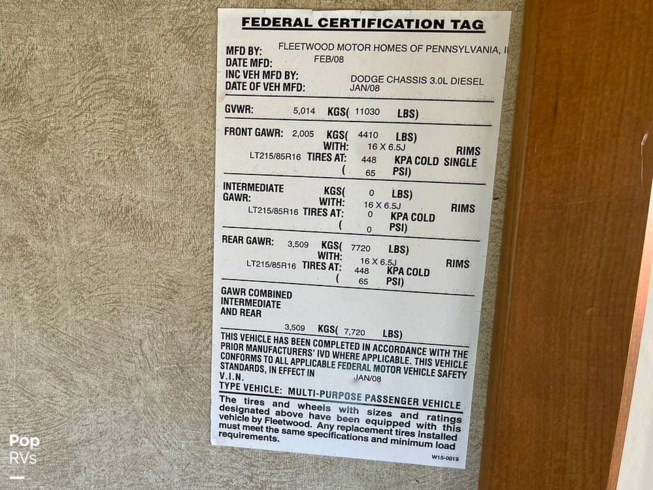 FEDERAL CERTIFICATION TAG
MFD BY: FLEETWOOD MOTOR HOMES OF PENNSYLVANIA,
DATE MFD: FEB/08
INC VEH MFD BY: DODGE CHASSIS 3.0L DIESEL
DATE OF VEH MFD: JAN/08
GVWR: 5,014 KGS( 11030 LBS)
FRONT GAWR: 2,005 KGS( 4410 LBS)
WITH: 16 X 6.5J RIMS
LT215/85R16 TIRES AT: 448 KPA COLD SINGLE
( 65 PSI)
INTERMEDIATE KGS( 0 LBS)
GAWR: WITH: 16 X 6.5J RIMS
LT215/85R16 TIRES AT: 0 KPA COLD
( 0 PSI)
REAR GAWR: 3,509 KGS( 7720 LBS)
WITH: 16 X 6.5J RIMS
LT215/85R16 TIRES AT: 448 KPA COLD
( 65 PSI)
GAWR COMBINED
INTERMEDIATE
AND REAR
3,509 KGS( 7,720 LBS)
THIS VEHICLE HAS BEEN COMPLETED IN ACCORDANCE WITH THE
PRIOR MANUFACTURERS' IVD WHERE APPLICABLE. THIS VEHICLE
CONFORMS TO ALL APPLICABLE FEDERAL MOTOR VEHICLE SAFETY
STANDARDS, IN EFFECT IN JAN/08
V.I.N.
TYPE VEHICLE: MULTI-PURPOSE PASSENGER VEHICLE
The tires and wheels with sizes and ratings
designated above have been equipped with this
vehicle by Fleetwood. Any replacement tires installed
must meet the same specifications and minimum load
requirements.
W15-0019
Pop
RVs